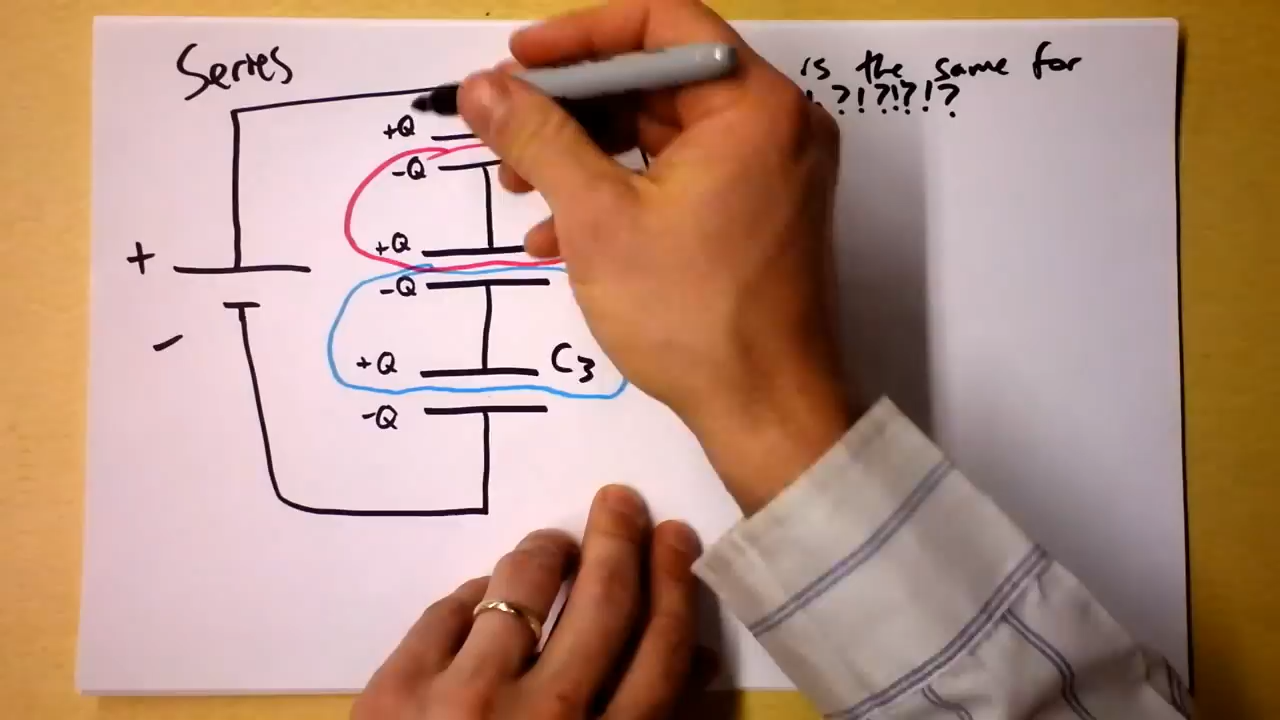 Series
is the same for
?!?!?!?
+Q
-Q
+Q
-Q
+Q
C3
-Q
+
-